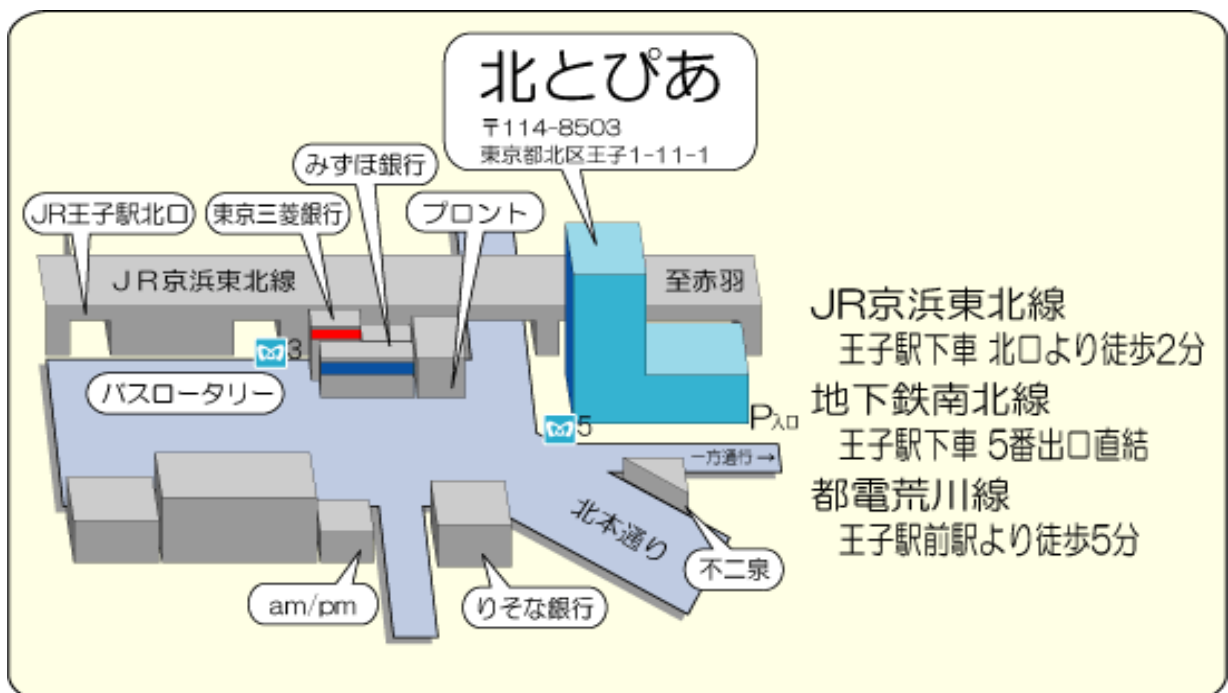 北とぴあ
〒114-8503
東京都北区王子1-11-1
みずほ銀行
JR王子駅北口
東京三菱銀行
プロント
JR京浜東北線
至赤羽
3
バスロータリー
5
P入口
一方通行→
北本通り
不二泉
am/pm
りそな銀行
JR京浜東北線
王子駅下車 北口より徒歩2分
地下鉄南北線
王子駅下車 5番出口直結
都電荒川線
王子駅前駅より徒歩5分